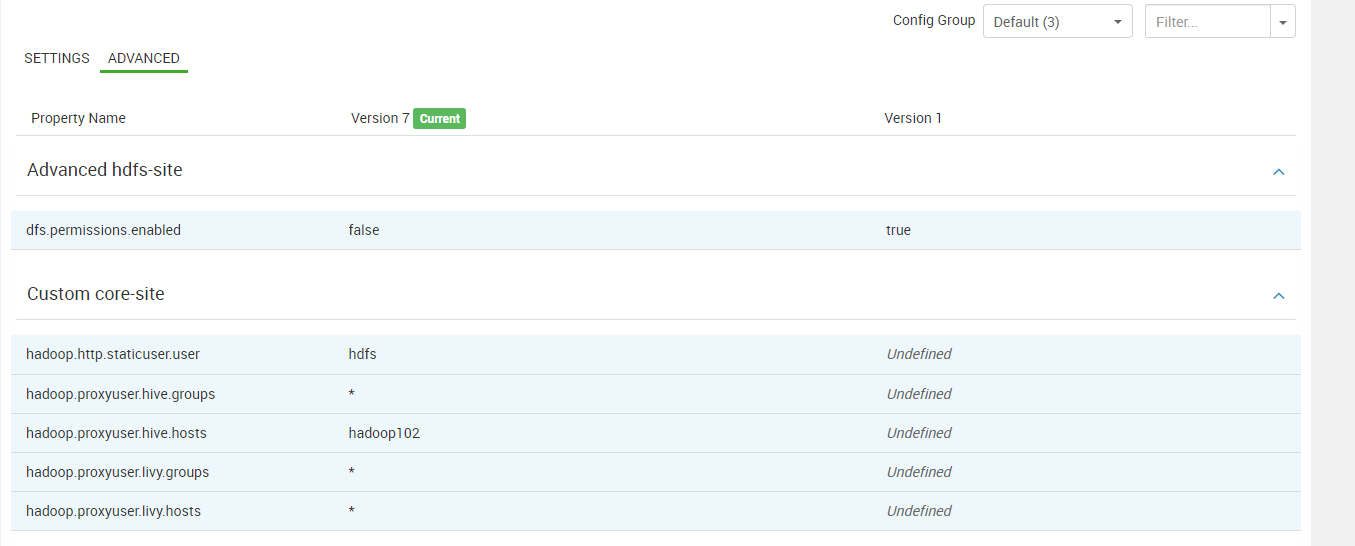 Config Group Default (3) Filter...
SETTINGS ADVANCED
Property Name Version 7 Current Version 1
Advanced hdfs-site
dfs.permissions.enabled false true
Custom core-site
hadoop.http.staticuser.user hdfs Undefined
hadoop.proxyuser.hive.groups * Undefined
hadoop.proxyuser.hive.hosts hadoop102 Undefined
hadoop.proxyuser.livy.groups * Undefined
hadoop.proxyuser.livy.hosts * Undefined